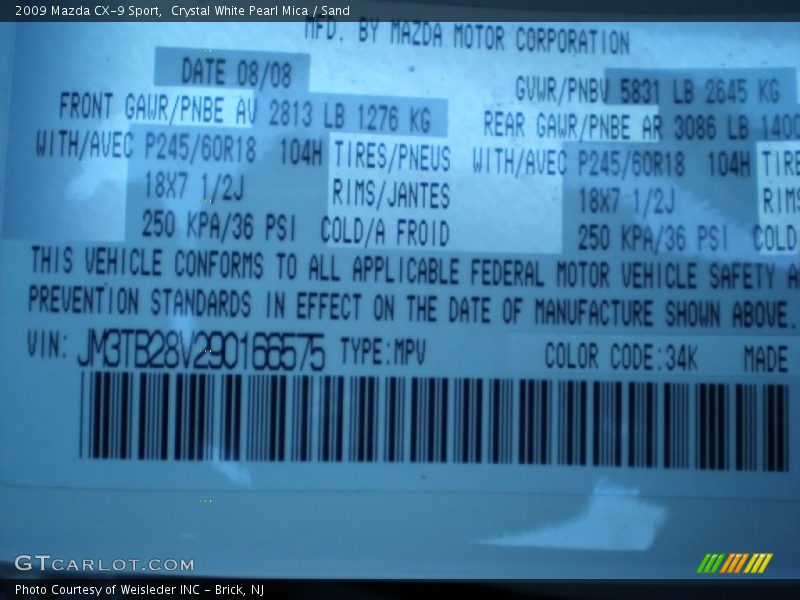 2009 Mazda CX-9 Sport, Crystal White Pearl Mica / Sand
MFD. BY MAZDA MOTOR CORPORATION
DATE 08/08
GVWR/PNBV 5831 LB 2645 KG
FRONT GAWR/PNBE AV 2813 LB 1276 KG
REAR GAWR/PNBE AR 3086 LB 1400
WITH/AVEC P245/60R18 104H TIRES/PNEUS
WITH/AVEC P245/60R18 104H TIRE
18X7 1/2J RIMS/JANTES
18X7 1/2J RIMS
250 KPA/36 PSI COLD/A FROID
250 KPA/36 PSI COLD
THIS VEHICLE CONFORMS TO ALL APPLICABLE FEDERAL MOTOR VEHICLE SAFETY A
PREVENTION STANDARDS IN EFFECT ON THE DATE OF MANUFACTURE SHOWN ABOVE.
VIN: JM3TB28V290166575 TYPE:MPV COLOR CODE:34K MADE
GTCARLOT.COM
Photo Courtesy of Weisleder INC - Brick, NJ